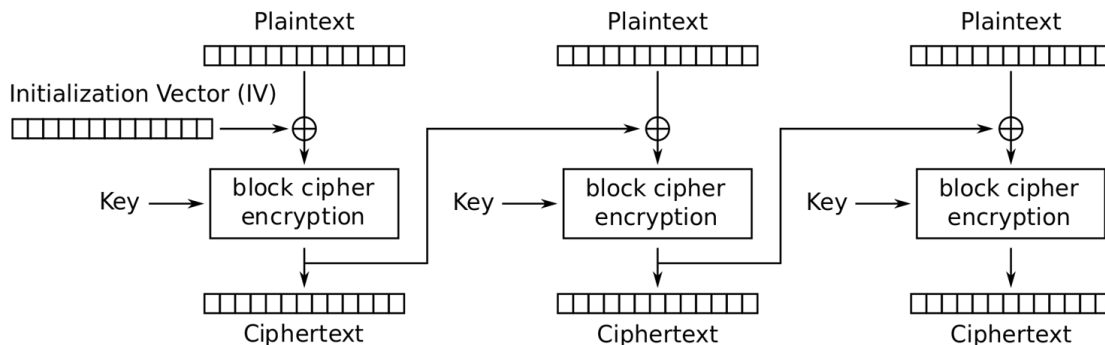 Plaintext
Plaintext
Plaintext
Initialization Vector (IV)
Key
block cipher
encryption
Key
block cipher
encryption
Key
block cipher
encryption
Ciphertext
Ciphertext
Ciphertext